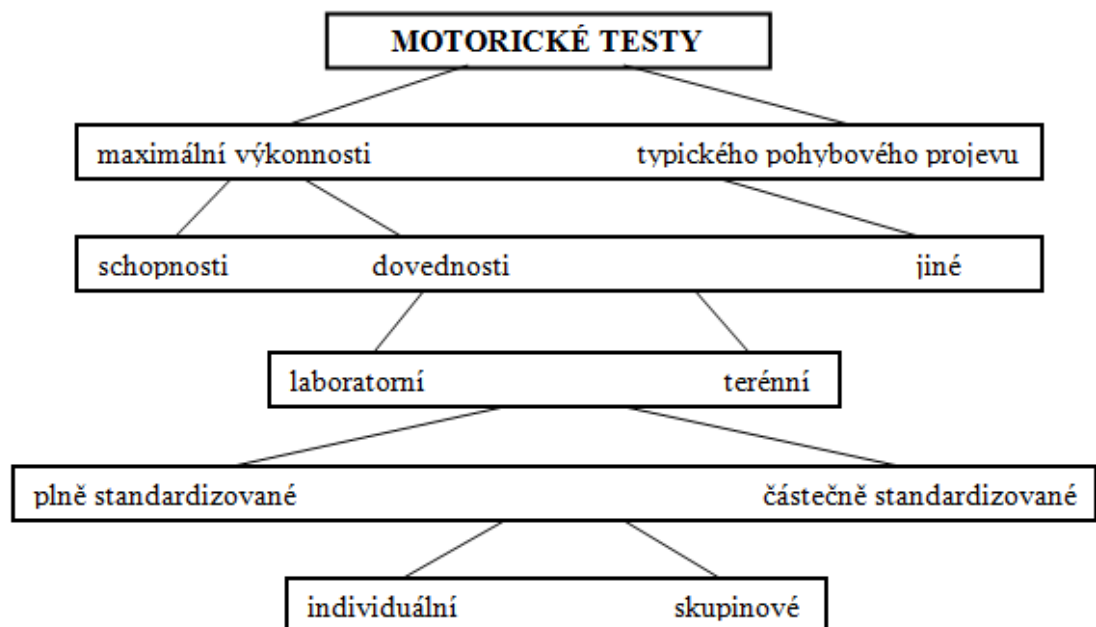 MOTORICKÉ TESTY
maximální výkonnosti typického pohybového projevu
schopnosti dovednosti jiné
laboratorní terénní
plně standardizované částečně standardizované
individuální skupinové